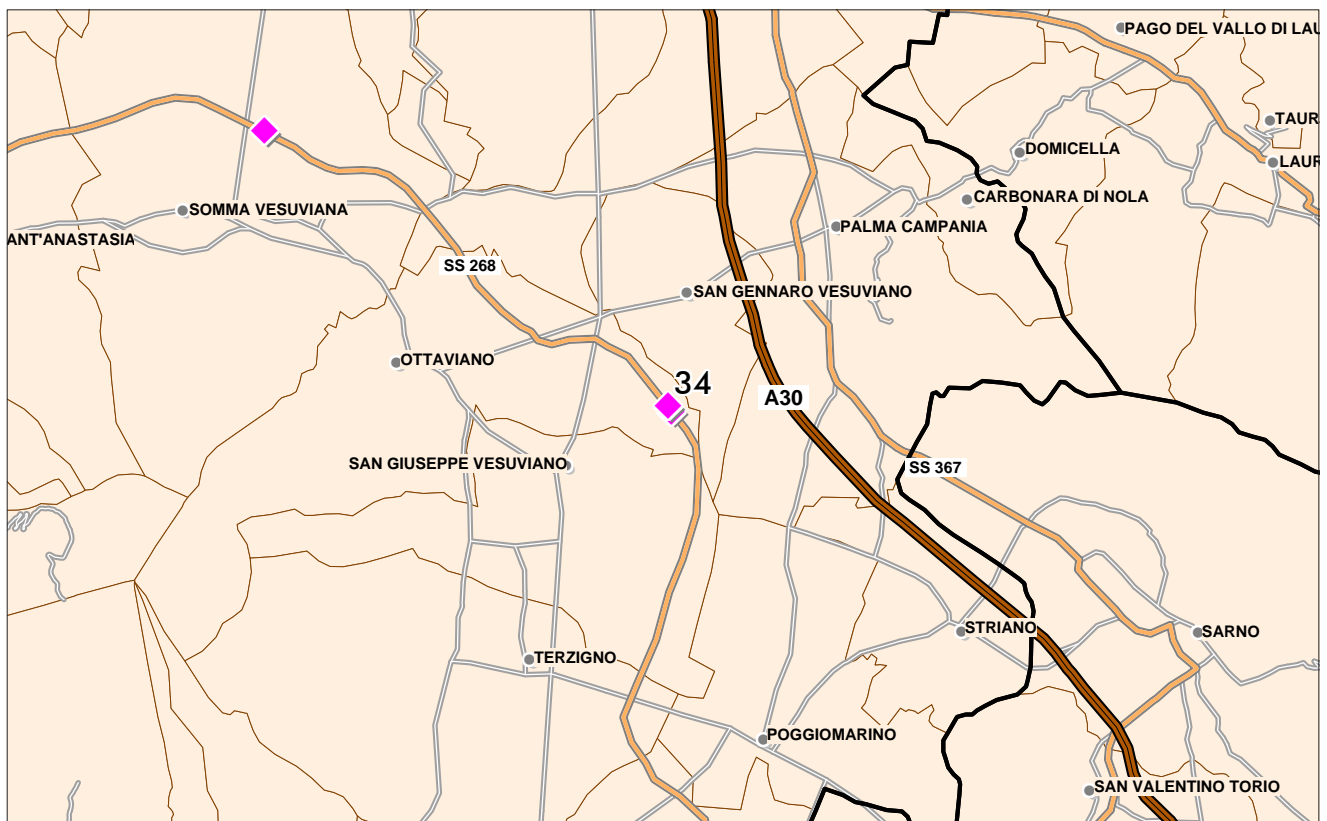 PAGO DEL VALLO DI LAU
TAUR
DOMICELLA
LAUR
CARBONARA DI NOLA
SOMMA VESUVIANA
PALMA CAMPANIA
ANT'ANASTASIA
SS 268
SAN GENNARO VESUVIANO
OTTAVIANO
34
A30
SAN GIUSEPPE VESUVIANO
SS 367
STRIANO
SARNO
TERZIGNO
POGGIOMARINO
SAN VALENTINO TORIO